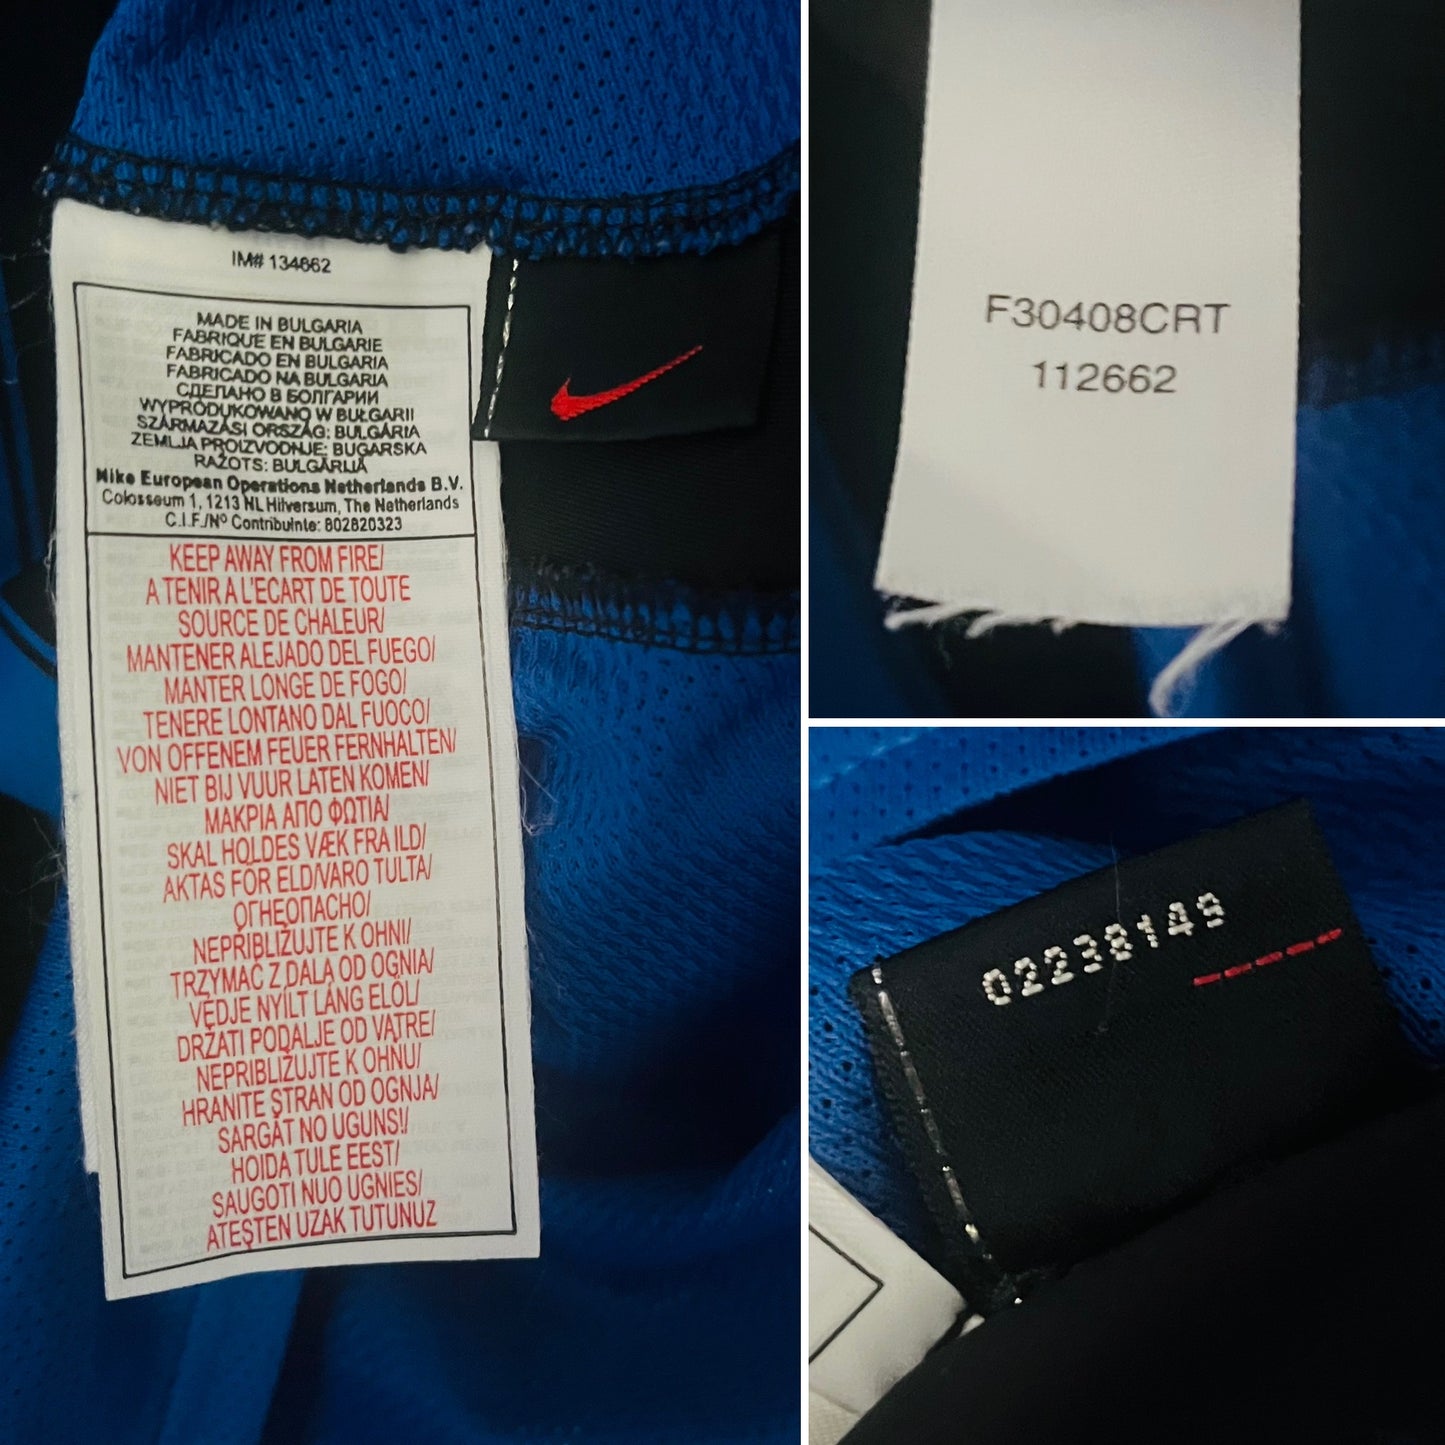 IM# 134662
MADE IN BULGARIA
FABRIQUE EN BULGARIE
FABRICADO EN BULGARIA
FABRICADO NA BULGARIA
СДЕЛАНО В БОЛГАРИИ
WYPRODUKOWANO W BUŁGARII
SZÁRMAZÁSI ORSZÁG: BULGÁRIA
ZEMLJA PROIZVODNJE: BUGARSKA
RAŽOTS: BULGĀRIJĀ
Nike European Operations Netherlands B.V.
Colosseum 1, 1213 NL Hilversum, The Netherlands
C.I.F./Nº Contribuinte: 802820323
KEEP AWAY FROM FIRE/
A TENIR A L'ECART DE TOUTE
SOURCE DE CHALEUR/
MANTENER ALEJADO DEL FUEGO/
MANTER LONGE DE FOGO/
TENERE LONTANO DAL FUOCO/
VON OFFENEM FEUER FERNHALTEN/
NIET BIJ VUUR LATEN KOMEN/
ΜΑΚΡΙΑ ΑΠΟ ΦΩΤΙΑ/
SKAL HOLDES VÆK FRA ILD/
AKTAS FÖR ELD/VARO TULTA/
ОГНЕОПАСНО/
NEPRIBLIŽUJTE K OHNI/
TRZYMAĆ Z DALA OD OGNIA/
VÉDJE NYÍLT LÁNG ELÖL/
DRŽATI PODALJE OD VATRE/
NEPRIBLIŽUJTE K OHŇU/
HRANITE STRAN OD OGNJA/
SARGĀT NO UGUNS!/
HOIDA TULE EEST/
SAUGOTI NUO UGNIES/
ATEŞTEN UZAK TUTUNUZ
F30408CRT
112662
02238149